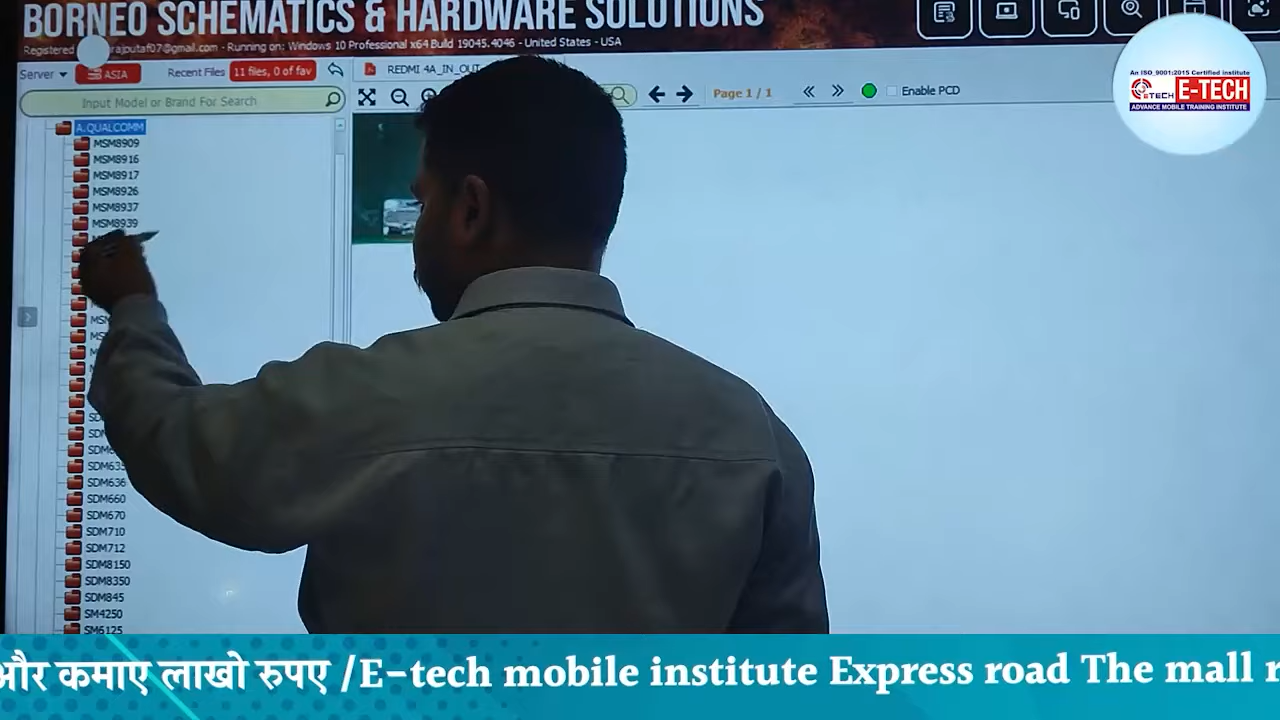 BORNEO SCHEMATICS & HARDWARE SOLUTIONS
Registered rajputaf07@gmail.com - Running on: Windows 10 Professional x64 Build 19045.4046 - United States - USA
Server ASIA Recent Files 11 files, 0 of fav REDMI 4A_IN_OUT
Input Model or Brand For Search Page 1 / 1 Enable PCD
An ISO_9001:2015 Certified institute
ETECH E-TECH
ADVANCE MOBILE TRAINING INSTITUTE
A.QUALCOMM
MSM8909
MSM8916
MSM8917
MSM8926
MSM8937
MSM8939
SDM636
SDM660
SDM670
SDM710
SDM712
SDM8150
SDM8350
SDM845
SM4250
SM6125
और कमाए लाखो रुपए /E-tech mobile institute Express road The mall